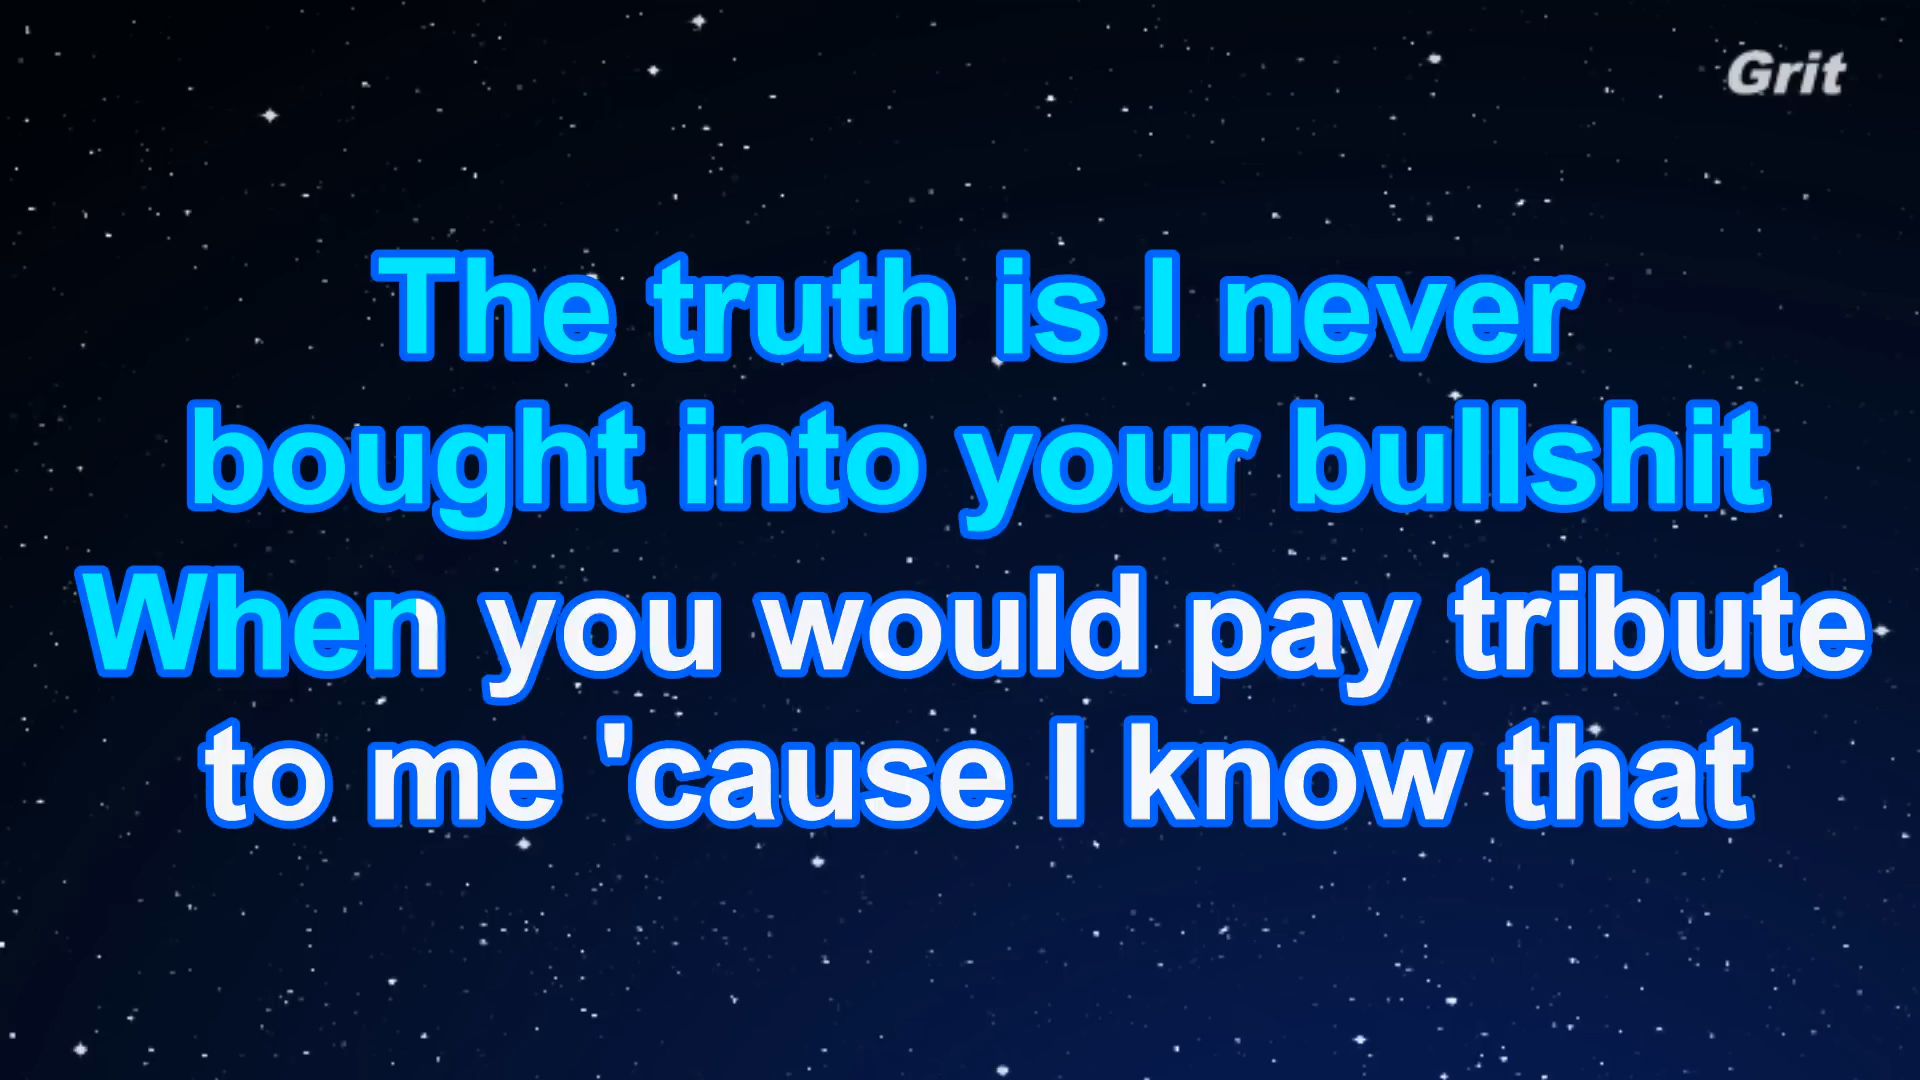 Grit
The truth is I never
bought into your bullshit
When you would pay tribute
to me 'cause I know that